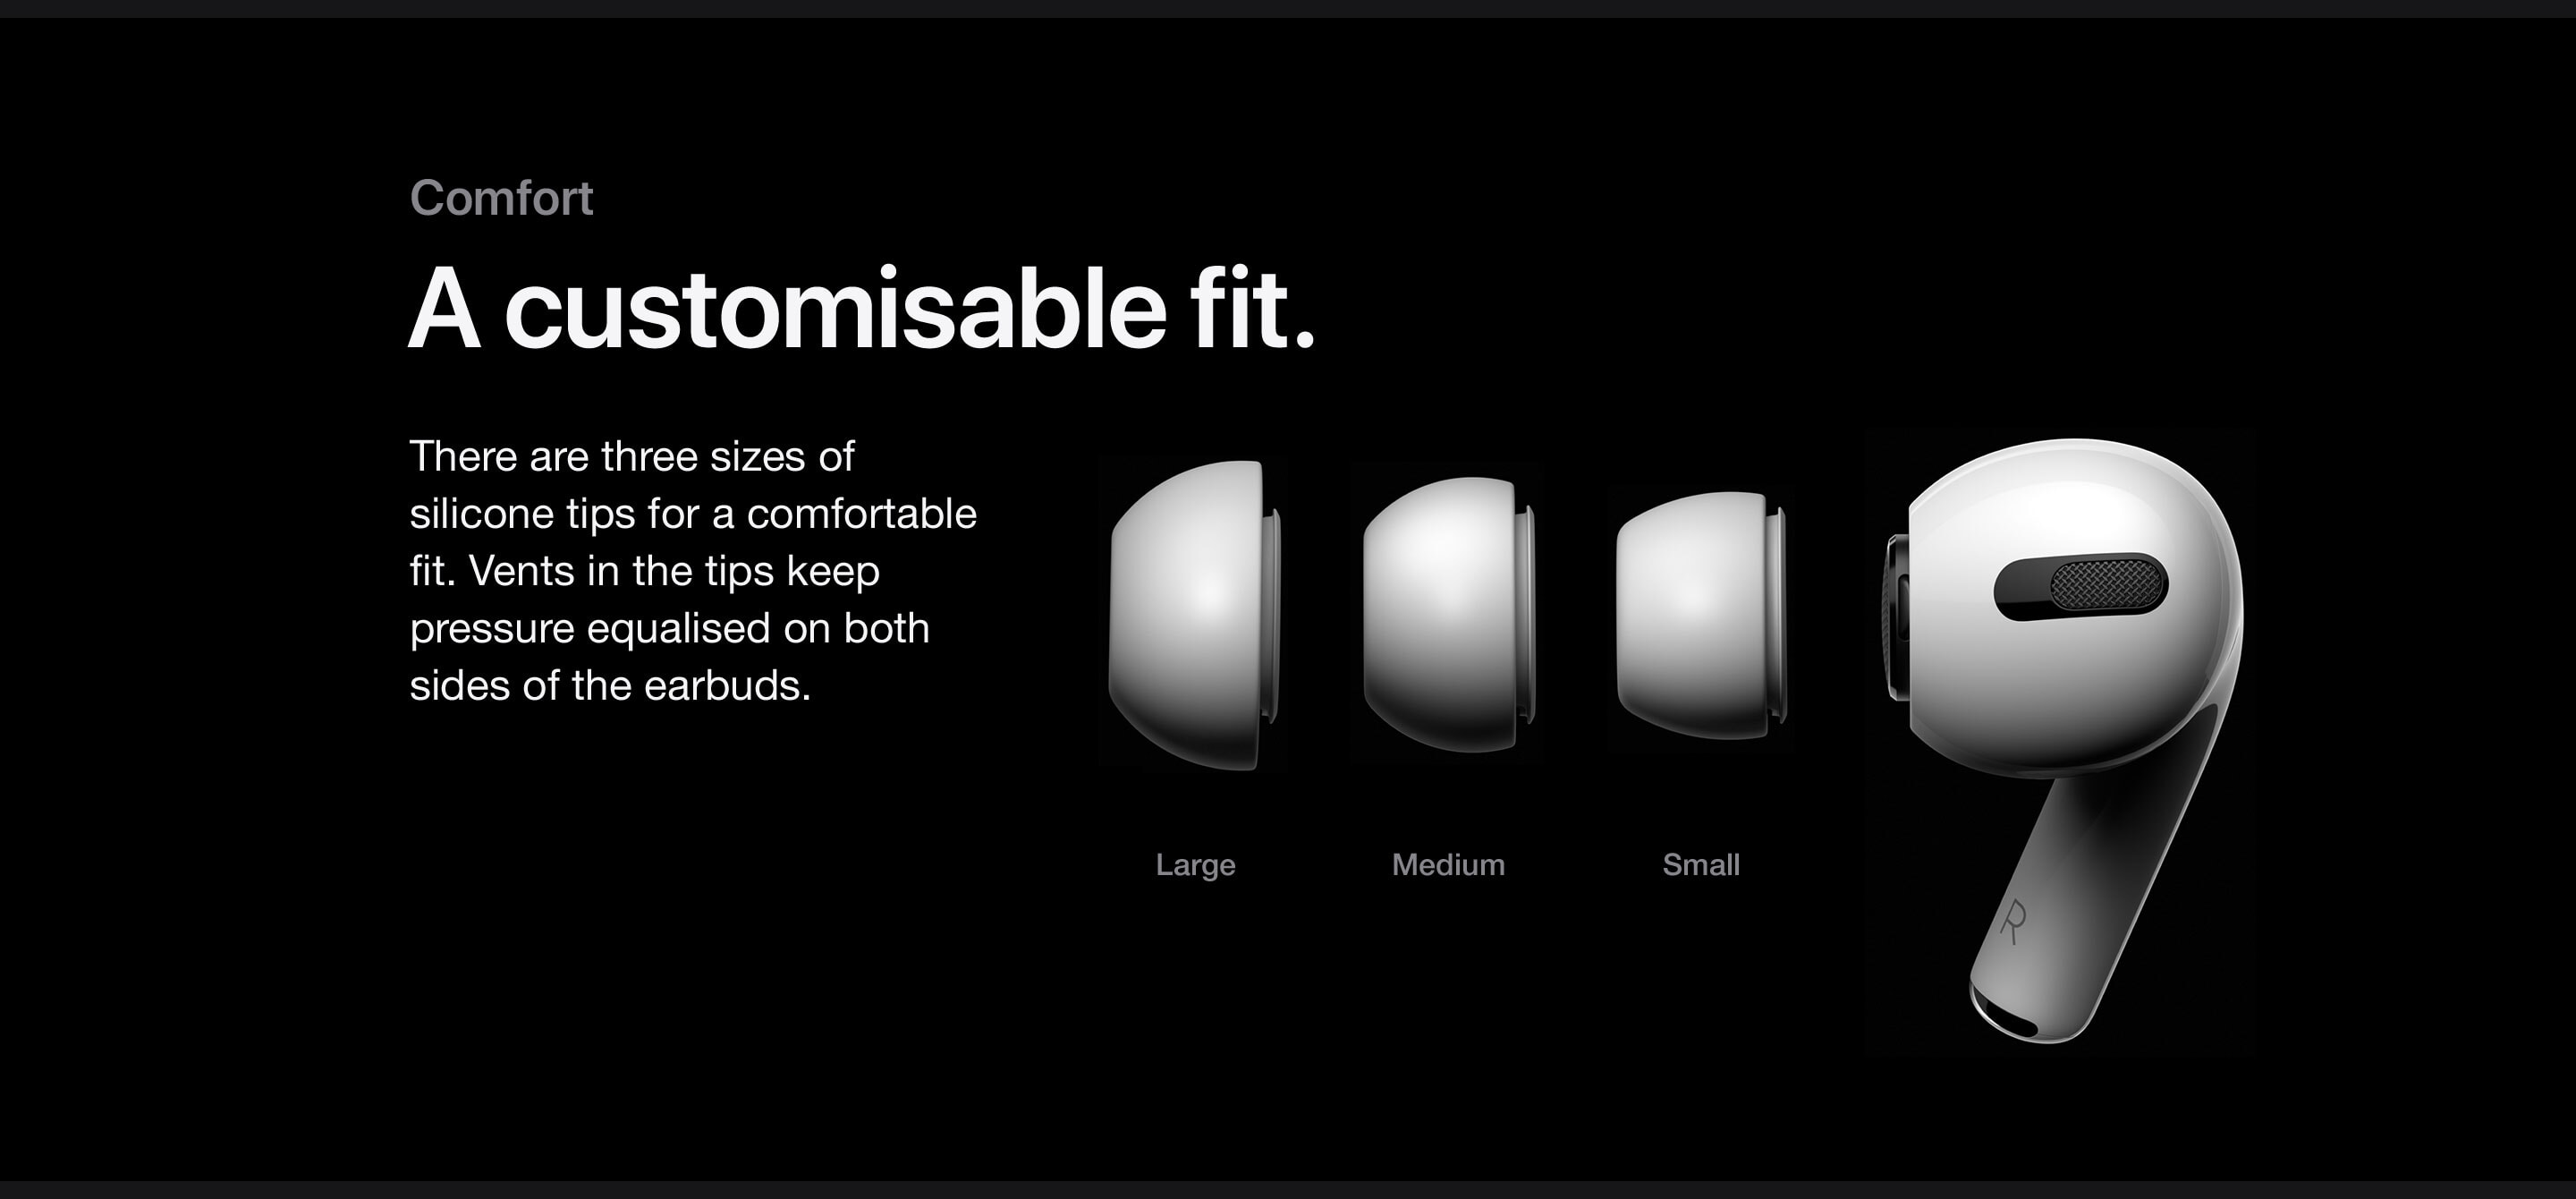 Comfort
A customisable fit.
There are three sizes of
silicone tips for a comfortable
fit. Vents in the tips keep
pressure equalised on both
sides of the earbuds.
Large
Medium
Small
R